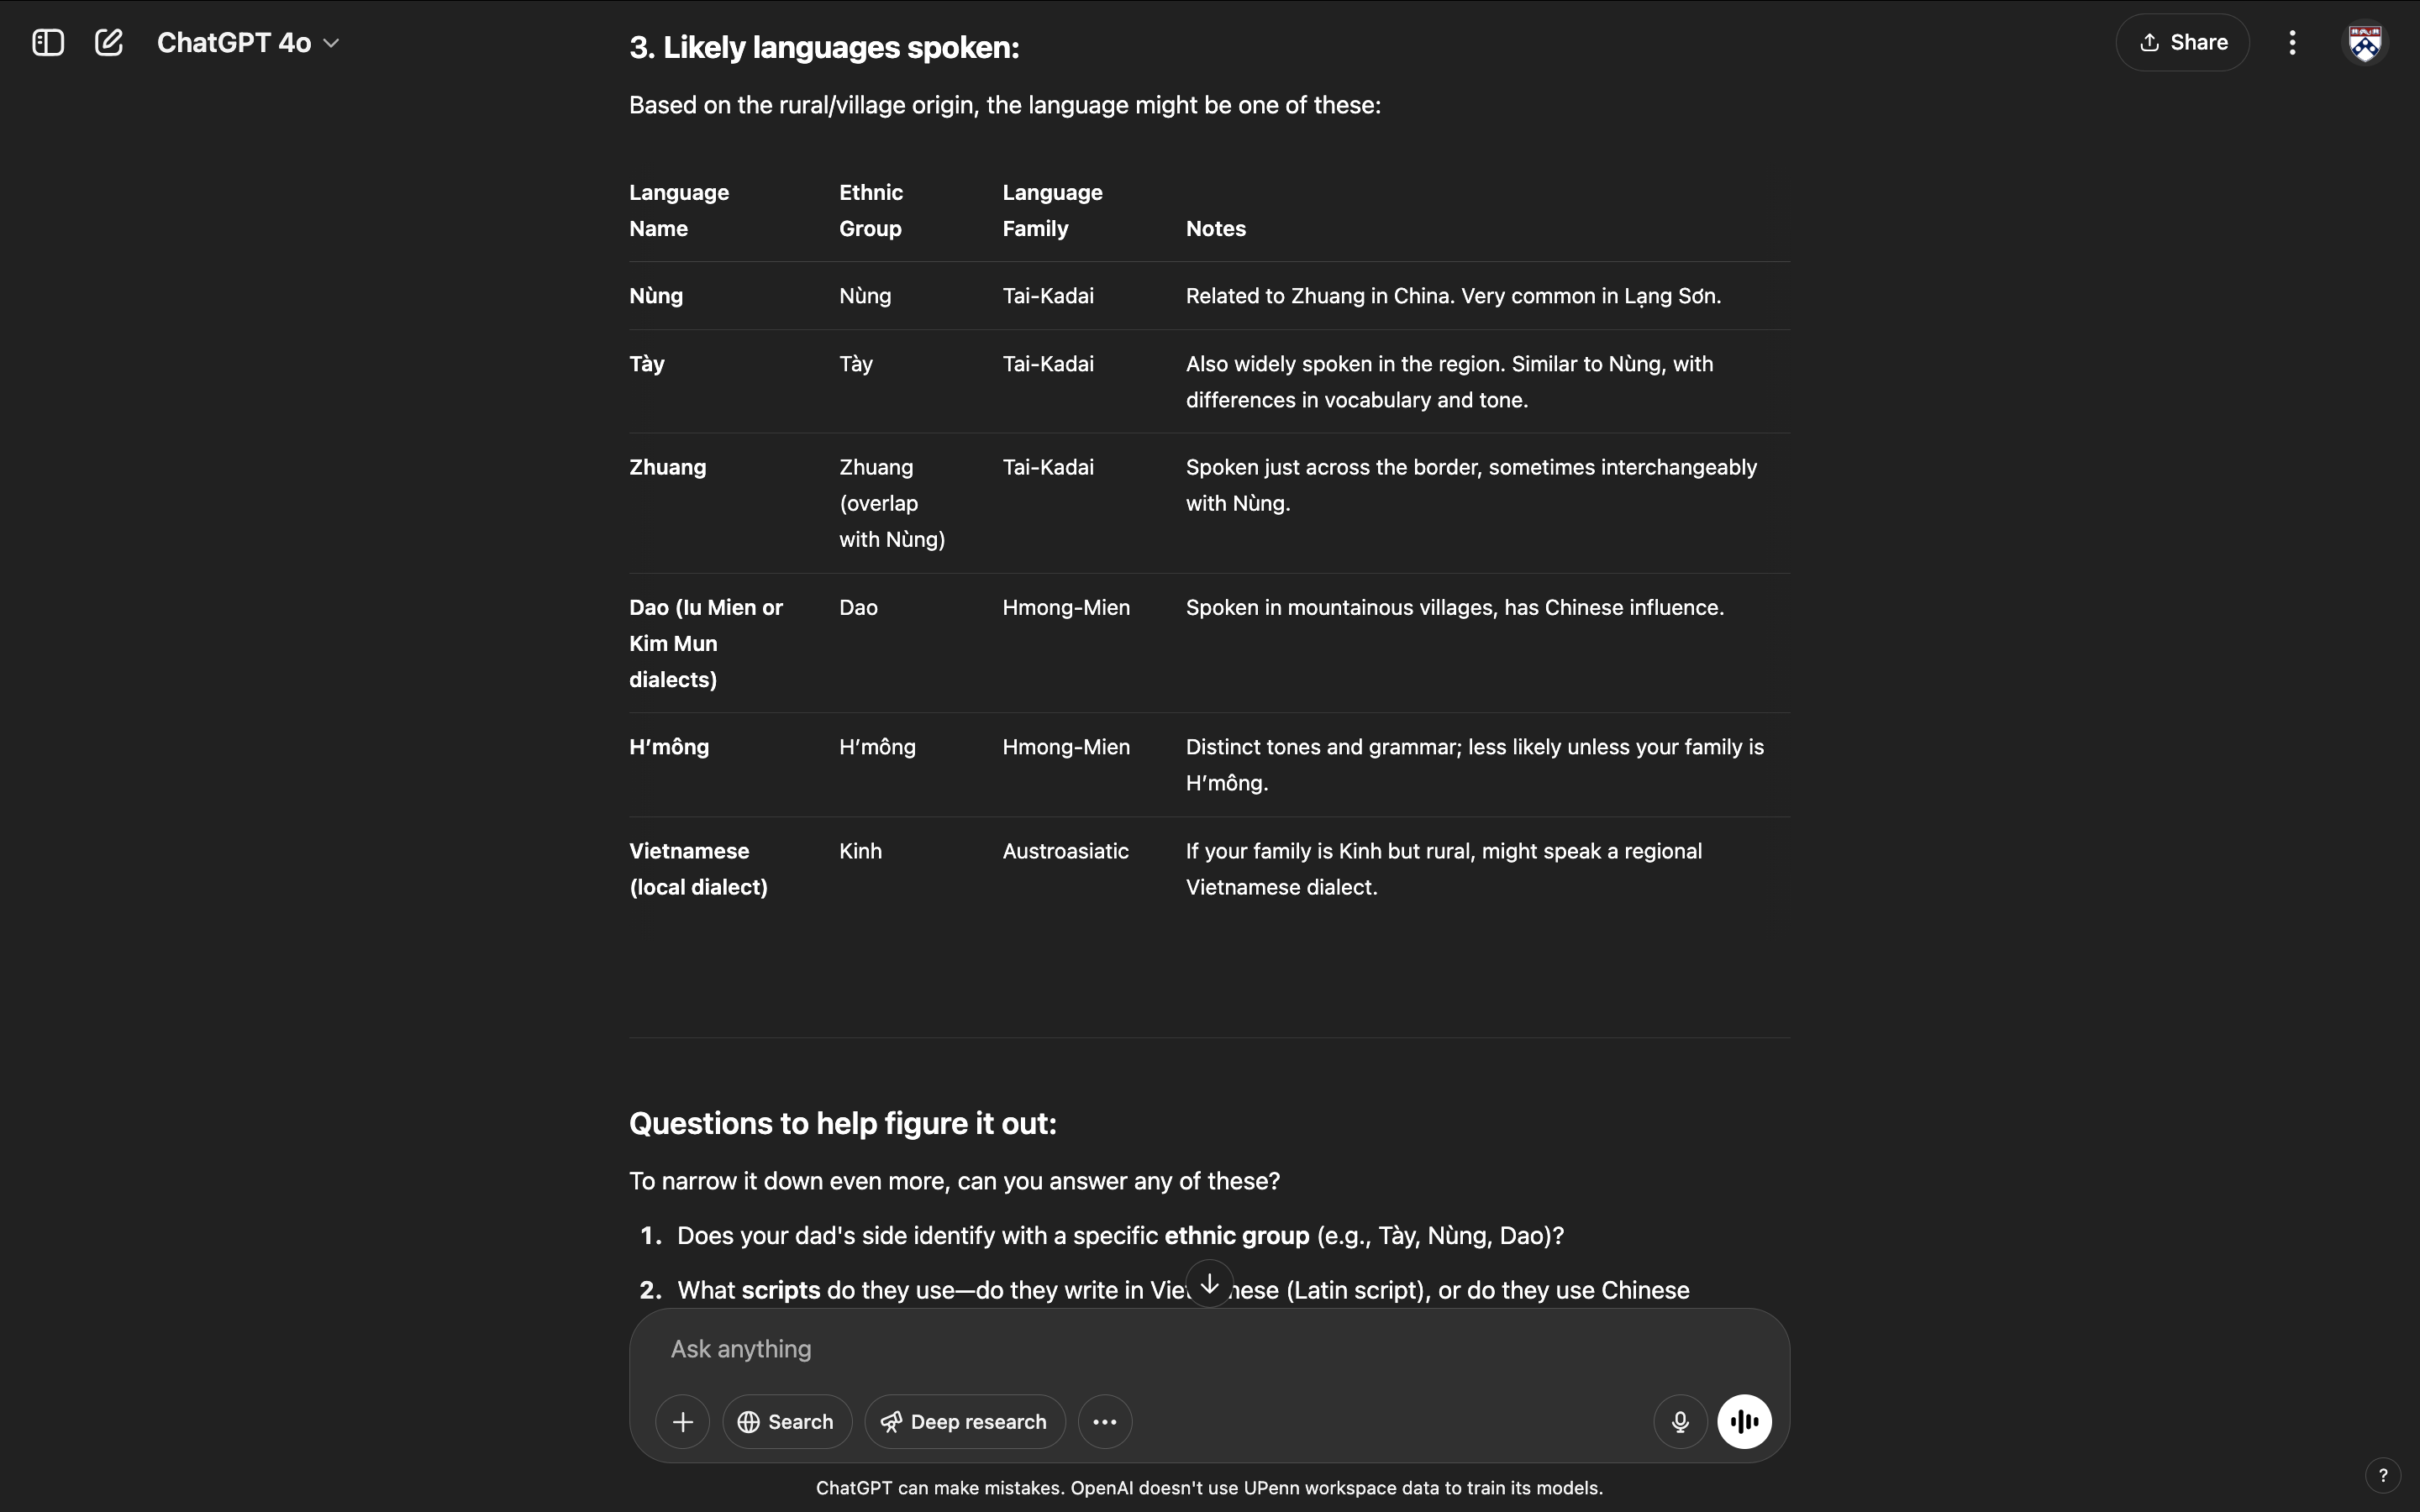 ChatGPT 4o
Share
3. Likely languages spoken:
Based on the rural/village origin, the language might be one of these:
Language Name
Ethnic Group
Language Family
Notes
Nùng
Nùng
Tai-Kadai
Related to Zhuang in China. Very common in Lạng Sơn.
Tày
Tày
Tai-Kadai
Also widely spoken in the region. Similar to Nùng, with
differences in vocabulary and tone.
Zhuang
Zhuang
(overlap
with Nùng)
Tai-Kadai
Spoken just across the border, sometimes interchangeably
with Nùng.
Dao (Iu Mien or
Kim Mun
dialects)
Dao
Hmong-Mien
Spoken in mountainous villages, has Chinese influence.
H'mông
H'mông
Hmong-Mien
Distinct tones and grammar; less likely unless your family is
H'mông.
Vietnamese
(local dialect)
Kinh
Austroasiatic
If your family is Kinh but rural, might speak a regional
Vietnamese dialect.
Questions to help figure it out:
To narrow it down even more, can you answer any of these?
1. Does your dad's side identify with a specific ethnic group (e.g., Tày, Nùng, Dao)?
2. What scripts do they use—do they write in (Latin script), or do they use Chinese
Ask anything
Search
Deep research
ChatGPT can make mistakes. OpenAI doesn't use UPenn workspace data to train its models.
?